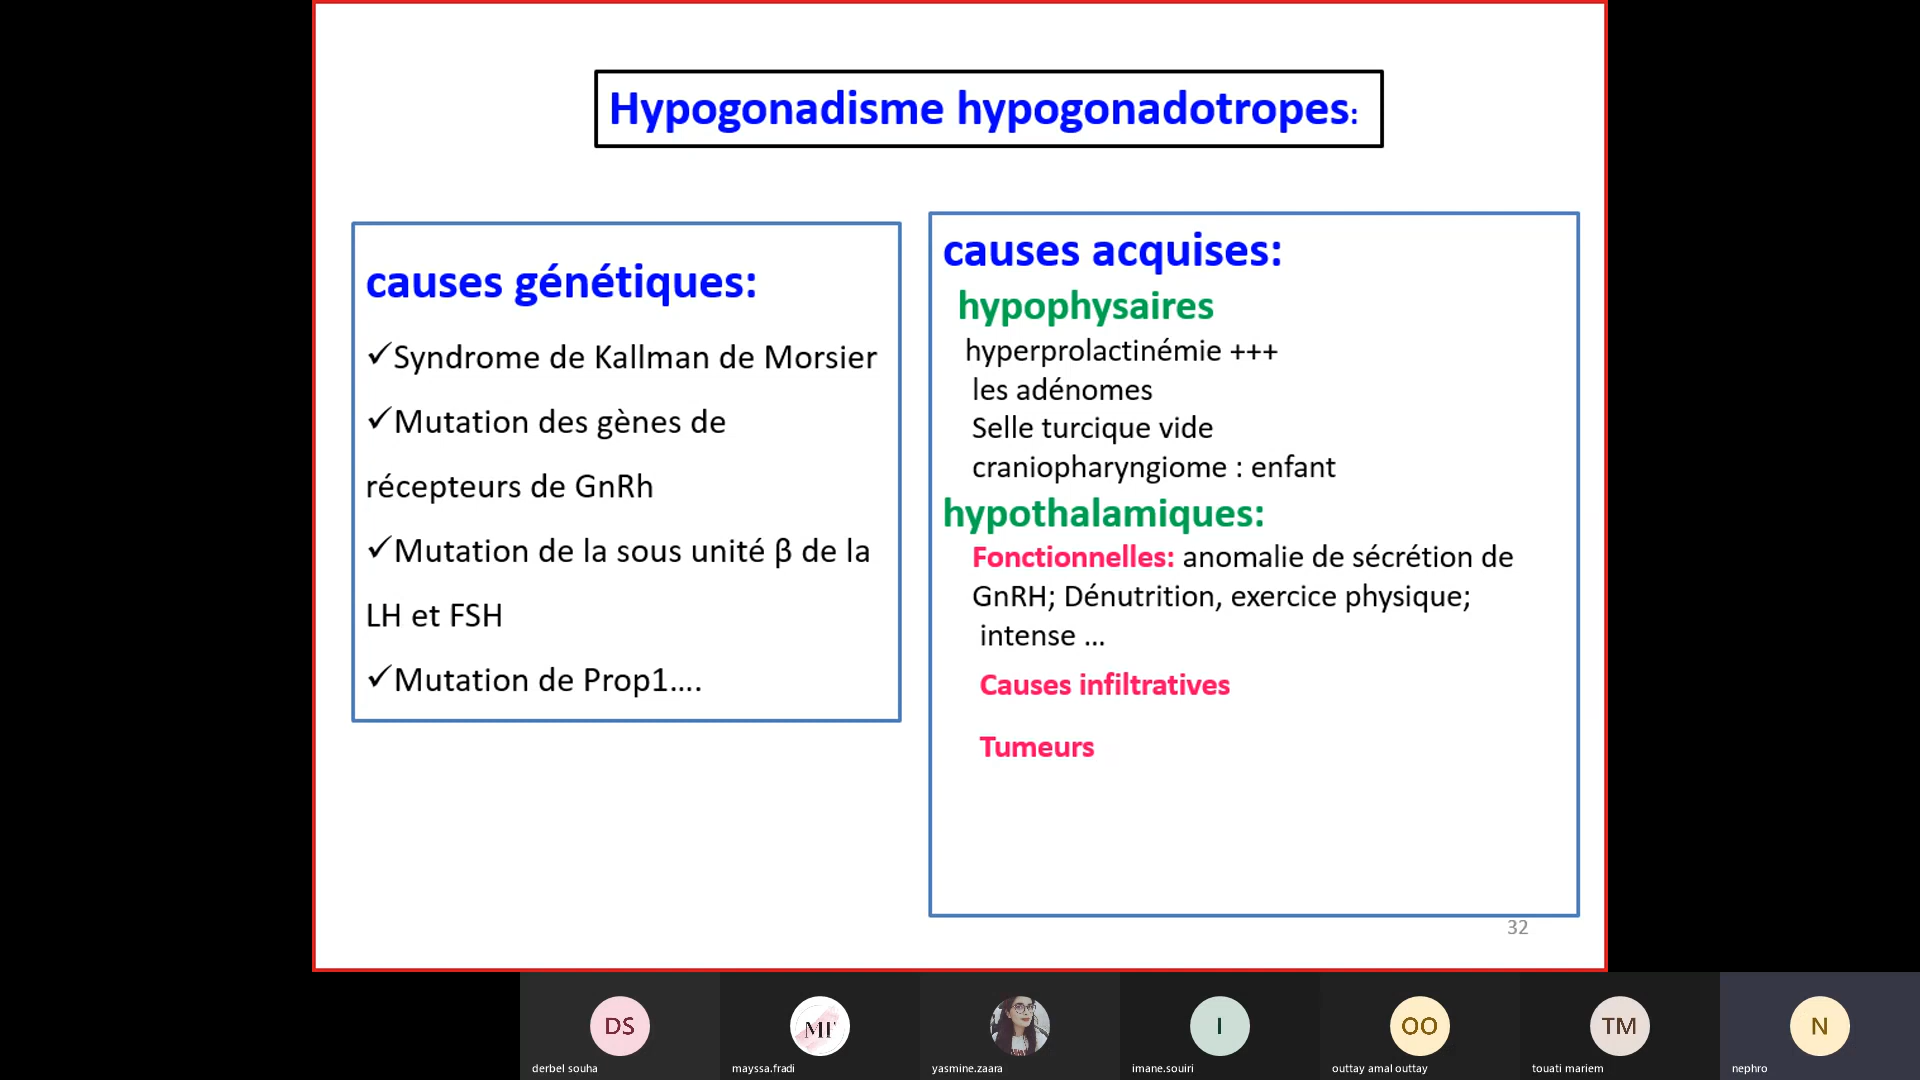 Hypogonadisme hypogonadotropes:
causes génétiques:
✓Syndrome de Kallman de Morsier
✓Mutation des gènes de
récepteurs de GnRh
✓Mutation de la sous unité β de la
LH et FSH
✓Mutation de Prop1....
causes acquises:
hypophysaires
hyperprolactinémie +++
les adénomes
Selle turcique vide
craniopharyngiome : enfant
hypothalamiques:
Fonctionnelles: anomalie de sécrétion de
GnRH; Dénutrition, exercice physique;
intense ...
Causes infiltratives
Tumeurs
32
DS
MF
I
OO
TM
N
derbel souha
mayssa.fradi
yasmine.zaara
imane.souiri
outtay amal outtay
touati mariem
nephro